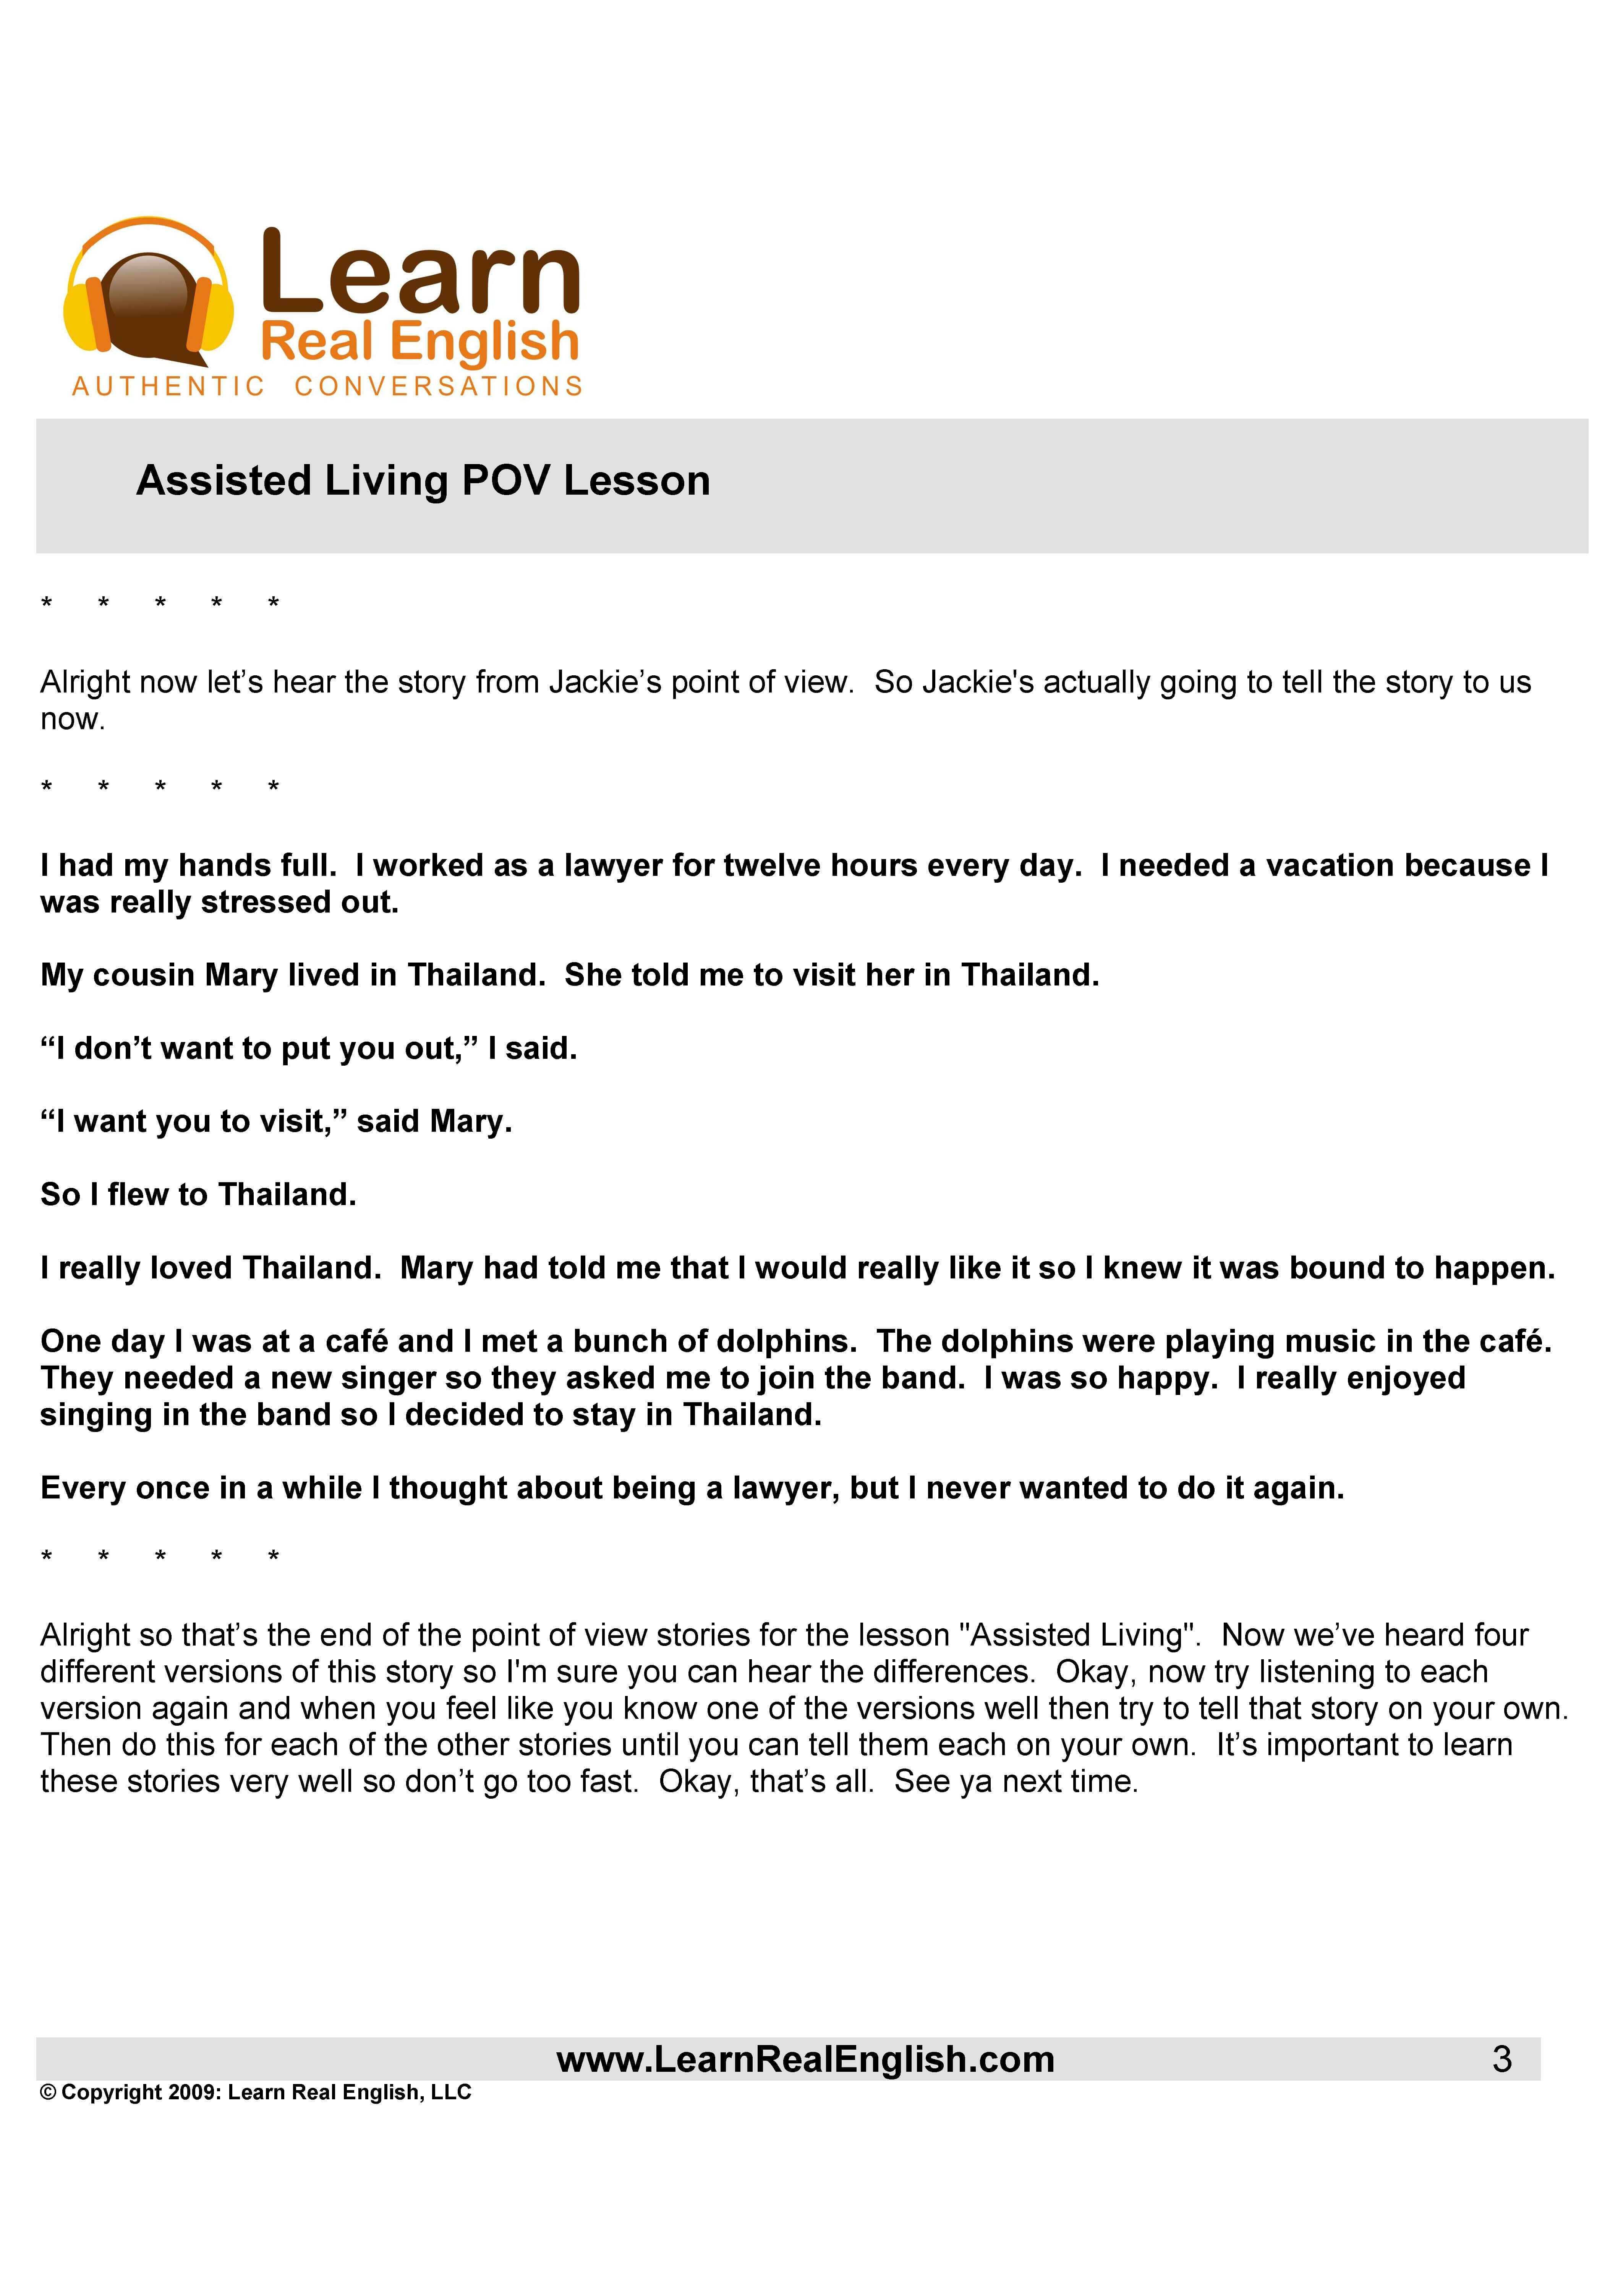 Learn
Real English
AUTHENTIC CONVERSATIONS
Assisted Living POV Lesson
* * * * *
Alright now let’s hear the story from Jackie’s point of view.  So Jackie's actually going to tell the story to us
now.
* * * * *
I had my hands full.  I worked as a lawyer for twelve hours every day.  I needed a vacation because I
was really stressed out.
My cousin Mary lived in Thailand.  She told me to visit her in Thailand.
“I don’t want to put you out,” I said.
“I want you to visit,” said Mary.
So I flew to Thailand.
I really loved Thailand.  Mary had told me that I would really like it so I knew it was bound to happen.
One day I was at a café and I met a bunch of dolphins.  The dolphins were playing music in the café.
They needed a new singer so they asked me to join the band.  I was so happy.  I really enjoyed
singing in the band so I decided to stay in Thailand.
Every once in a while I thought about being a lawyer, but I never wanted to do it again.
* * * * *
Alright so that’s the end of the point of view stories for the lesson "Assisted Living".  Now we’ve heard four
different versions of this story so I'm sure you can hear the differences.  Okay, now try listening to each
version again and when you feel like you know one of the versions well then try to tell that story on your own.
Then do this for each of the other stories until you can tell them each on your own.  It’s important to learn
these stories very well so don’t go too fast.  Okay, that’s all.  See ya next time.
www.LearnRealEnglish.com 3
© Copyright 2009: Learn Real English, LLC